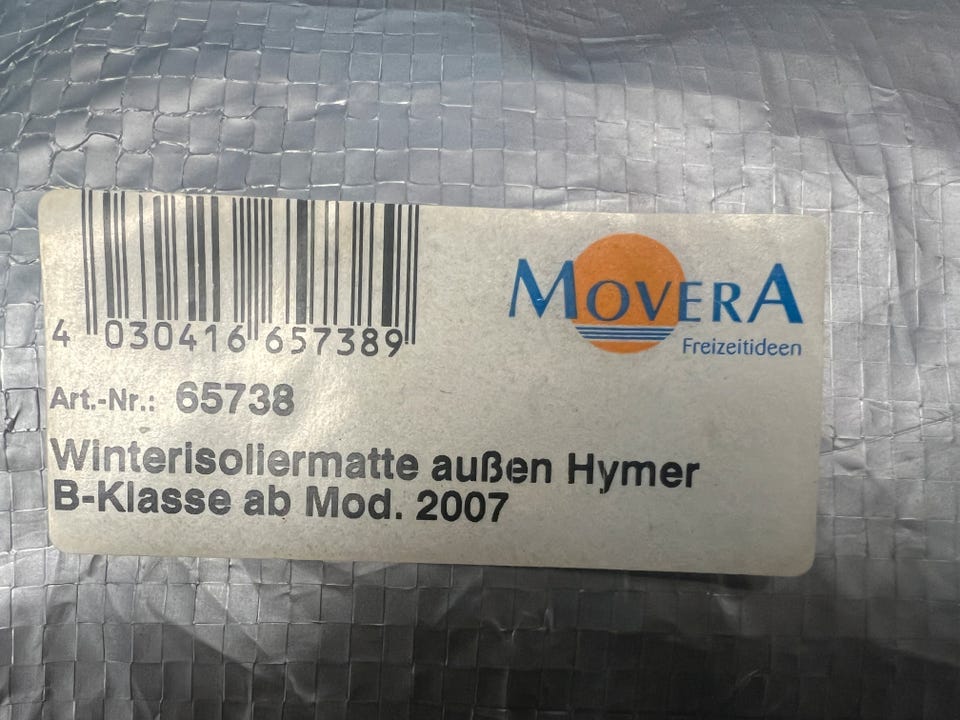 4 030416 657389
MOVERA
Freizeitideen
Art.-Nr.: 65738
Winterisoliermatte außen Hymer
B-Klasse ab Mod. 2007